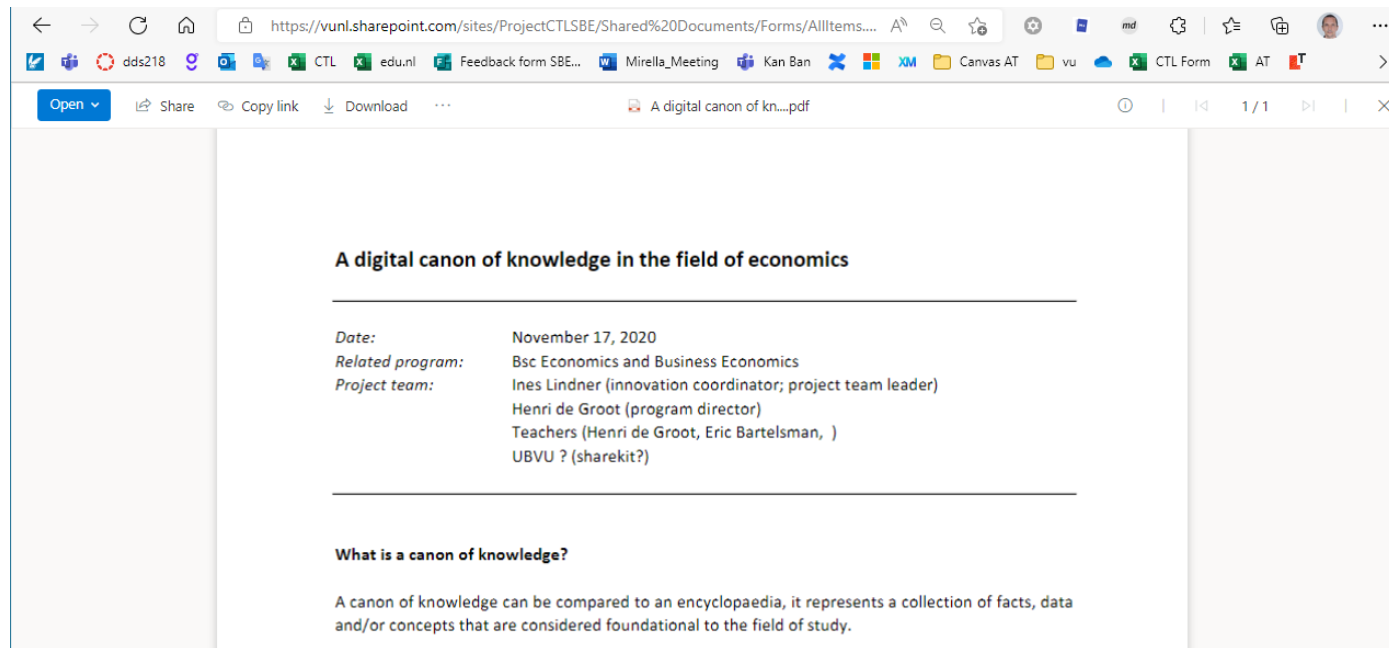 https://vunl.sharepoint.com/sites/ProjectCTLSBE/Shared%20Documents/Forms/AllItems....
dds218 CTL edu.nl Feedback form SBE... Mirella_Meeting Kan Ban XM Canvas AT vu CTL Form AT
Open Share Copy link Download ... A digital canon of kn....pdf 1 / 1
A digital canon of knowledge in the field of economics
Date: November 17, 2020
Related program: Bsc Economics and Business Economics
Project team: Ines Lindner (innovation coordinator; project team leader)
Henri de Groot (program director)
Teachers (Henri de Groot, Eric Bartelsman, )
UBVU ? (sharekit?)
What is a canon of knowledge?
A canon of knowledge can be compared to an encyclopaedia, it represents a collection of facts, data
and/or concepts that are considered foundational to the field of study.